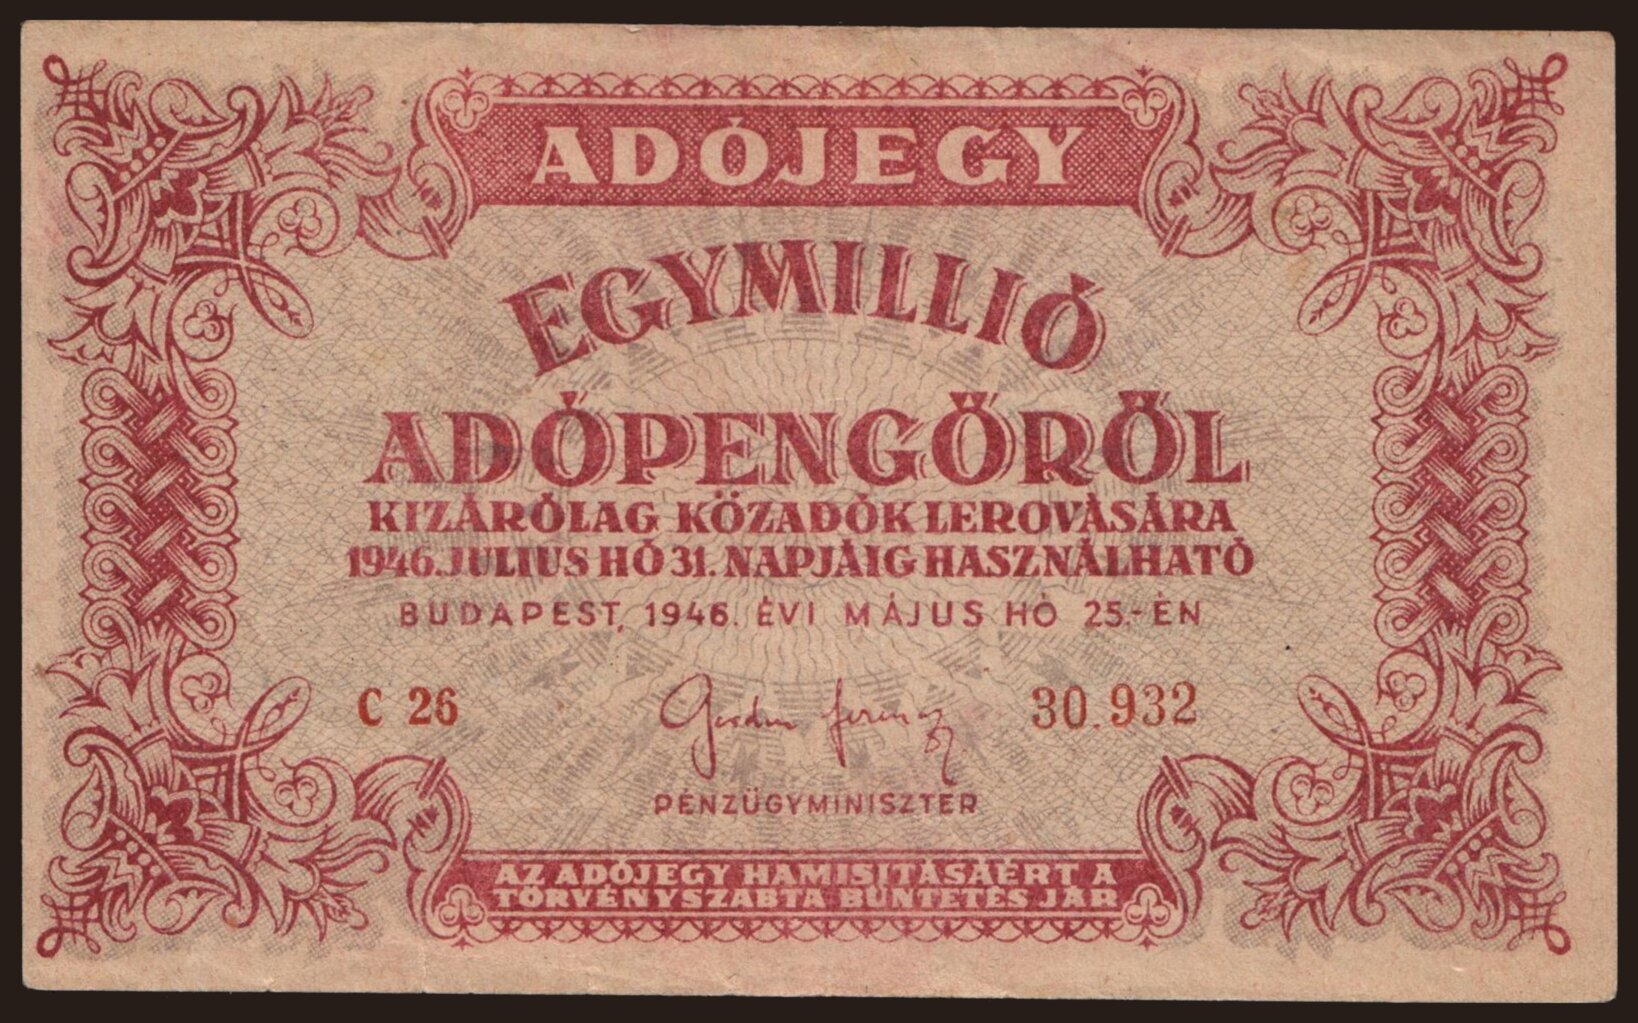 ADÓJEGY
EGYMILLIÓ
ADÓPENGŐRŐL
KIZÁRÓLAG KÖZADÓK LEROVÁSÁRA
1946. JULIUS HÓ 31. NAPJÁIG HASZNÁLHATÓ
BUDAPEST, 1946. ÉVI MÁJUS HÓ 25.-ÉN
C 26 30.932
PÉNZÜGYMINISZTER
AZ ADÓJEGY HAMISITÁSÁÉRT A
TÖRVÉNYSZABTA BÜNTETÉS JÁR